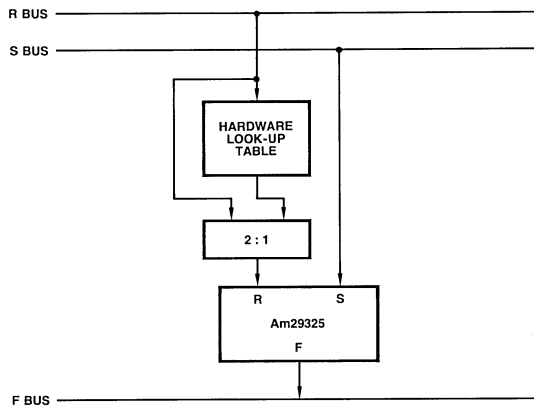 R BUS
S BUS
HARDWARE
LOOK-UP
TABLE
2 : 1
R S
Am29325
F
F BUS